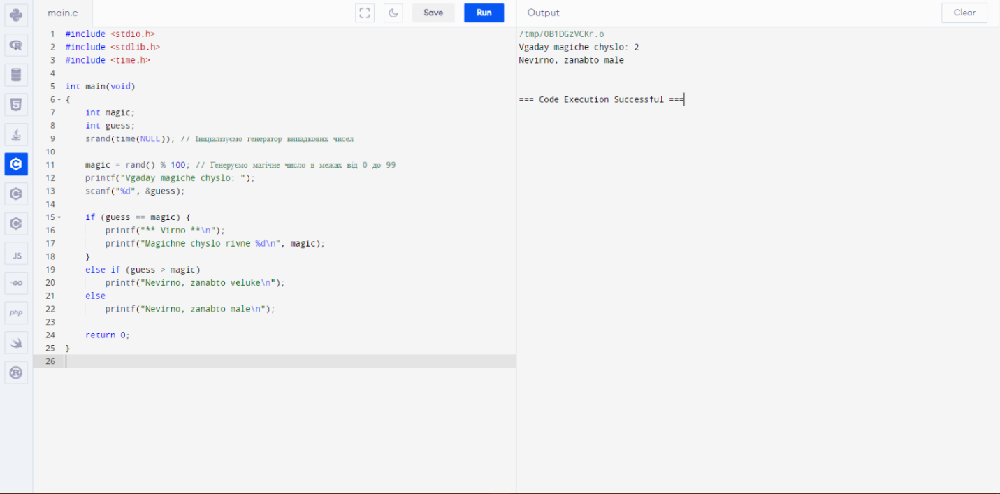 main.c
Save
Run
Output
Clear
1 #include <stdio.h>
2 #include <stdlib.h>
3 #include <time.h>
4
5 int main(void)
6 {
7 int magic;
8 int guess;
9 srand(time(NULL)); // Ініціалізуємо генератор випадкових чисел
10
11 magic = rand() % 100; // Генеруємо магічне число в межах від 0 до 99
12 printf("Vgaday magiche chyslo: ");
13 scanf("%d", &guess);
14
15 if (guess == magic) {
16 printf("** Virno **\n");
17 printf("Magichne chyslo rivne %d\n", magic);
18 }
19 else if (guess > magic)
20 printf("Nevirno, zanabto veluke\n");
21 else
22 printf("Nevirno, zanabto male\n");
23
24 return 0;
25 }
26
/tmp/0B1DGzVCKr.o
Vgaday magiche chyslo: 2
Nevirno, zanabto male
=== Code Execution Successful ===
JS
GO
php